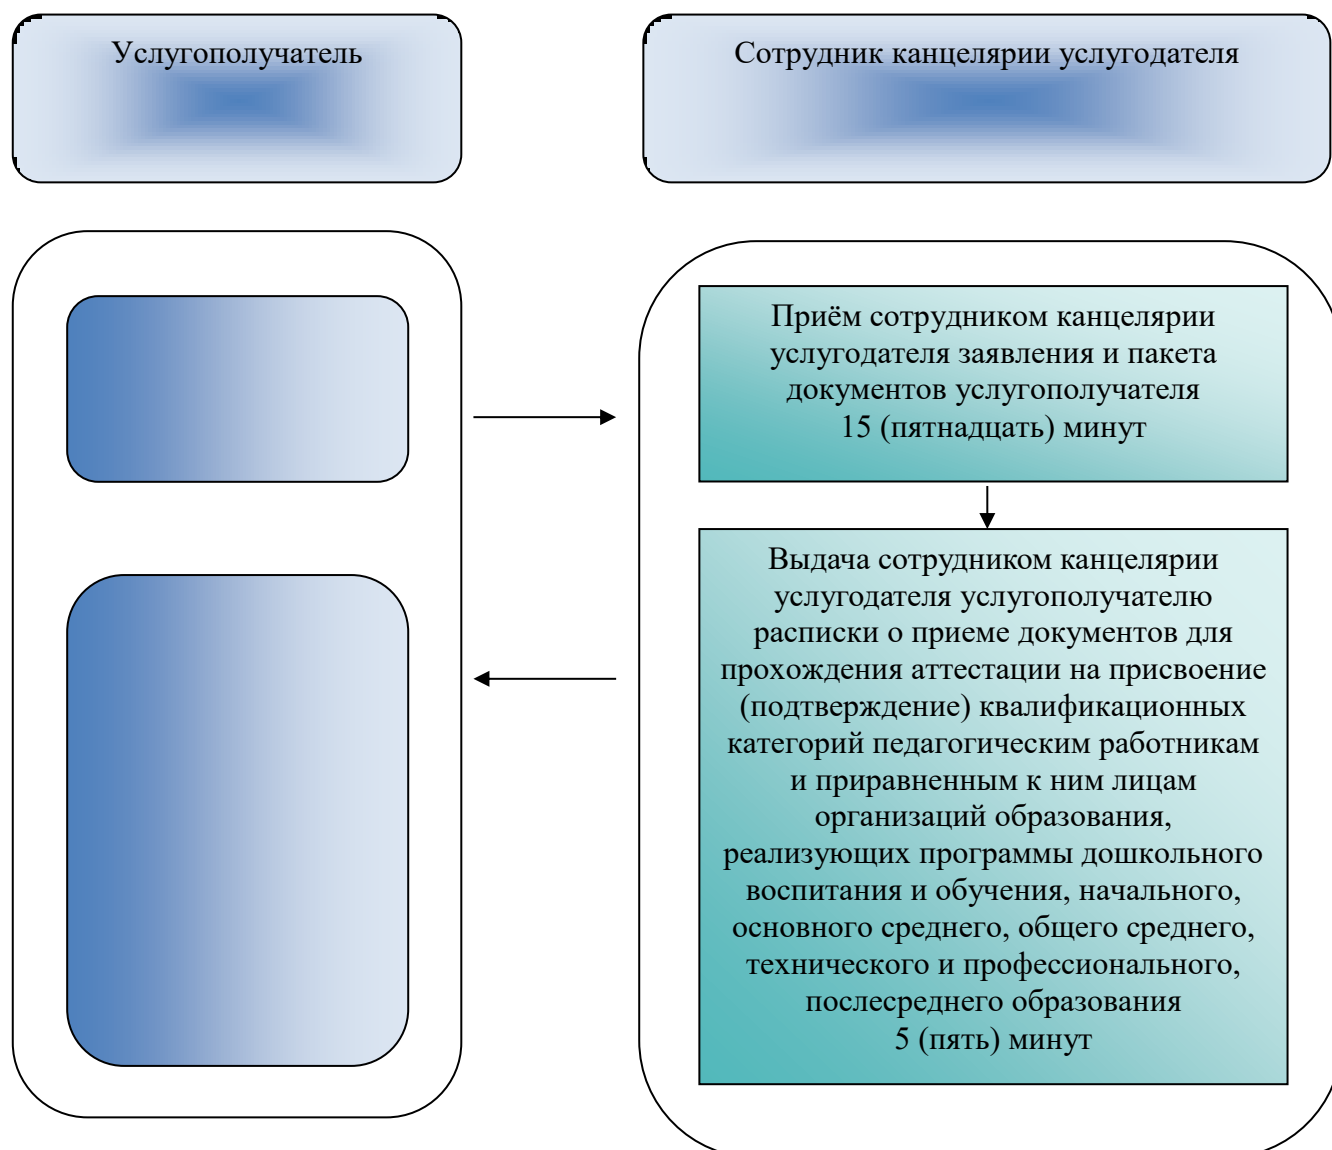 Услугополучатель
Сотрудник канцелярии услугодателя
Приём сотрудником канцелярии
услугодателя заявления и пакета
документов услугополучателя
15 (пятнадцать) минут
Выдача сотрудником канцелярии
услугодателя услугополучателю
расписки о приеме документов для
прохождения аттестации на присвоение
(подтверждение) квалификационных
категорий педагогическим работникам
и приравненным к ним лицам
организаций образования,
реализующих программы дошкольного
воспитания и обучения, начального,
основного среднего, общего среднего,
технического и профессионального,
послесреднего образования
5 (пять) минут